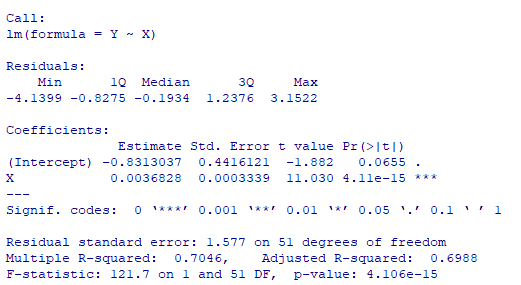 Call:
lm(formula = Y ~ X)
Residuals:
    Min      1Q  Median      3Q     Max
-4.1399 -0.8275 -0.1934  1.2376  3.1522
Coefficients:
              Estimate Std. Error t value Pr(>|t|)
(Intercept) -0.8313037  0.4416121  -1.882   0.0655 .
X            0.0036828  0.0003339  11.030 4.11e-15 ***
---
Signif. codes:  0 ‘***’ 0.001 ‘**’ 0.01 ‘*’ 0.05 ‘.’ 0.1 ‘ ’ 1
Residual standard error: 1.577 on 51 degrees of freedom
Multiple R-squared:  0.7046,    Adjusted R-squared:  0.6988
F-statistic: 121.7 on 1 and 51 DF,  p-value: 4.106e-15